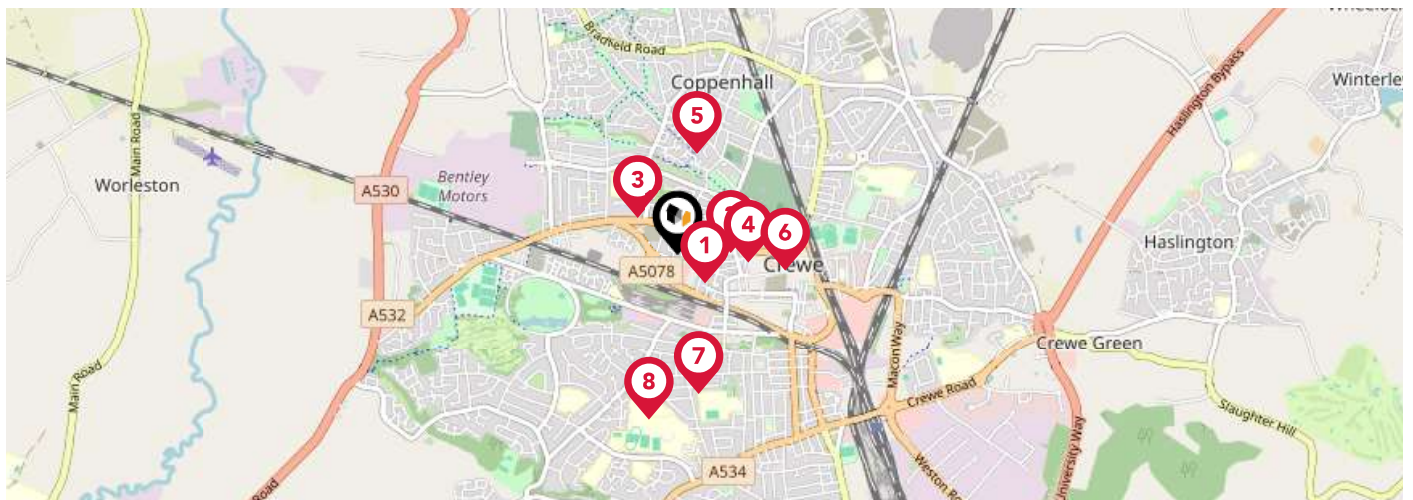 Wheelock
Bradfield Road
Haslington Bypass
Coppenhall
Winterley
5
Main Road
Worleston
Bentley
Motors
A530
3
4
1
6
Haslington
Crewe
A5078
A532
Crewe Green
Macon Way
7
8
Main Road
Crewe Road
Slaughter Hill
A534
Weston
University Way
Road